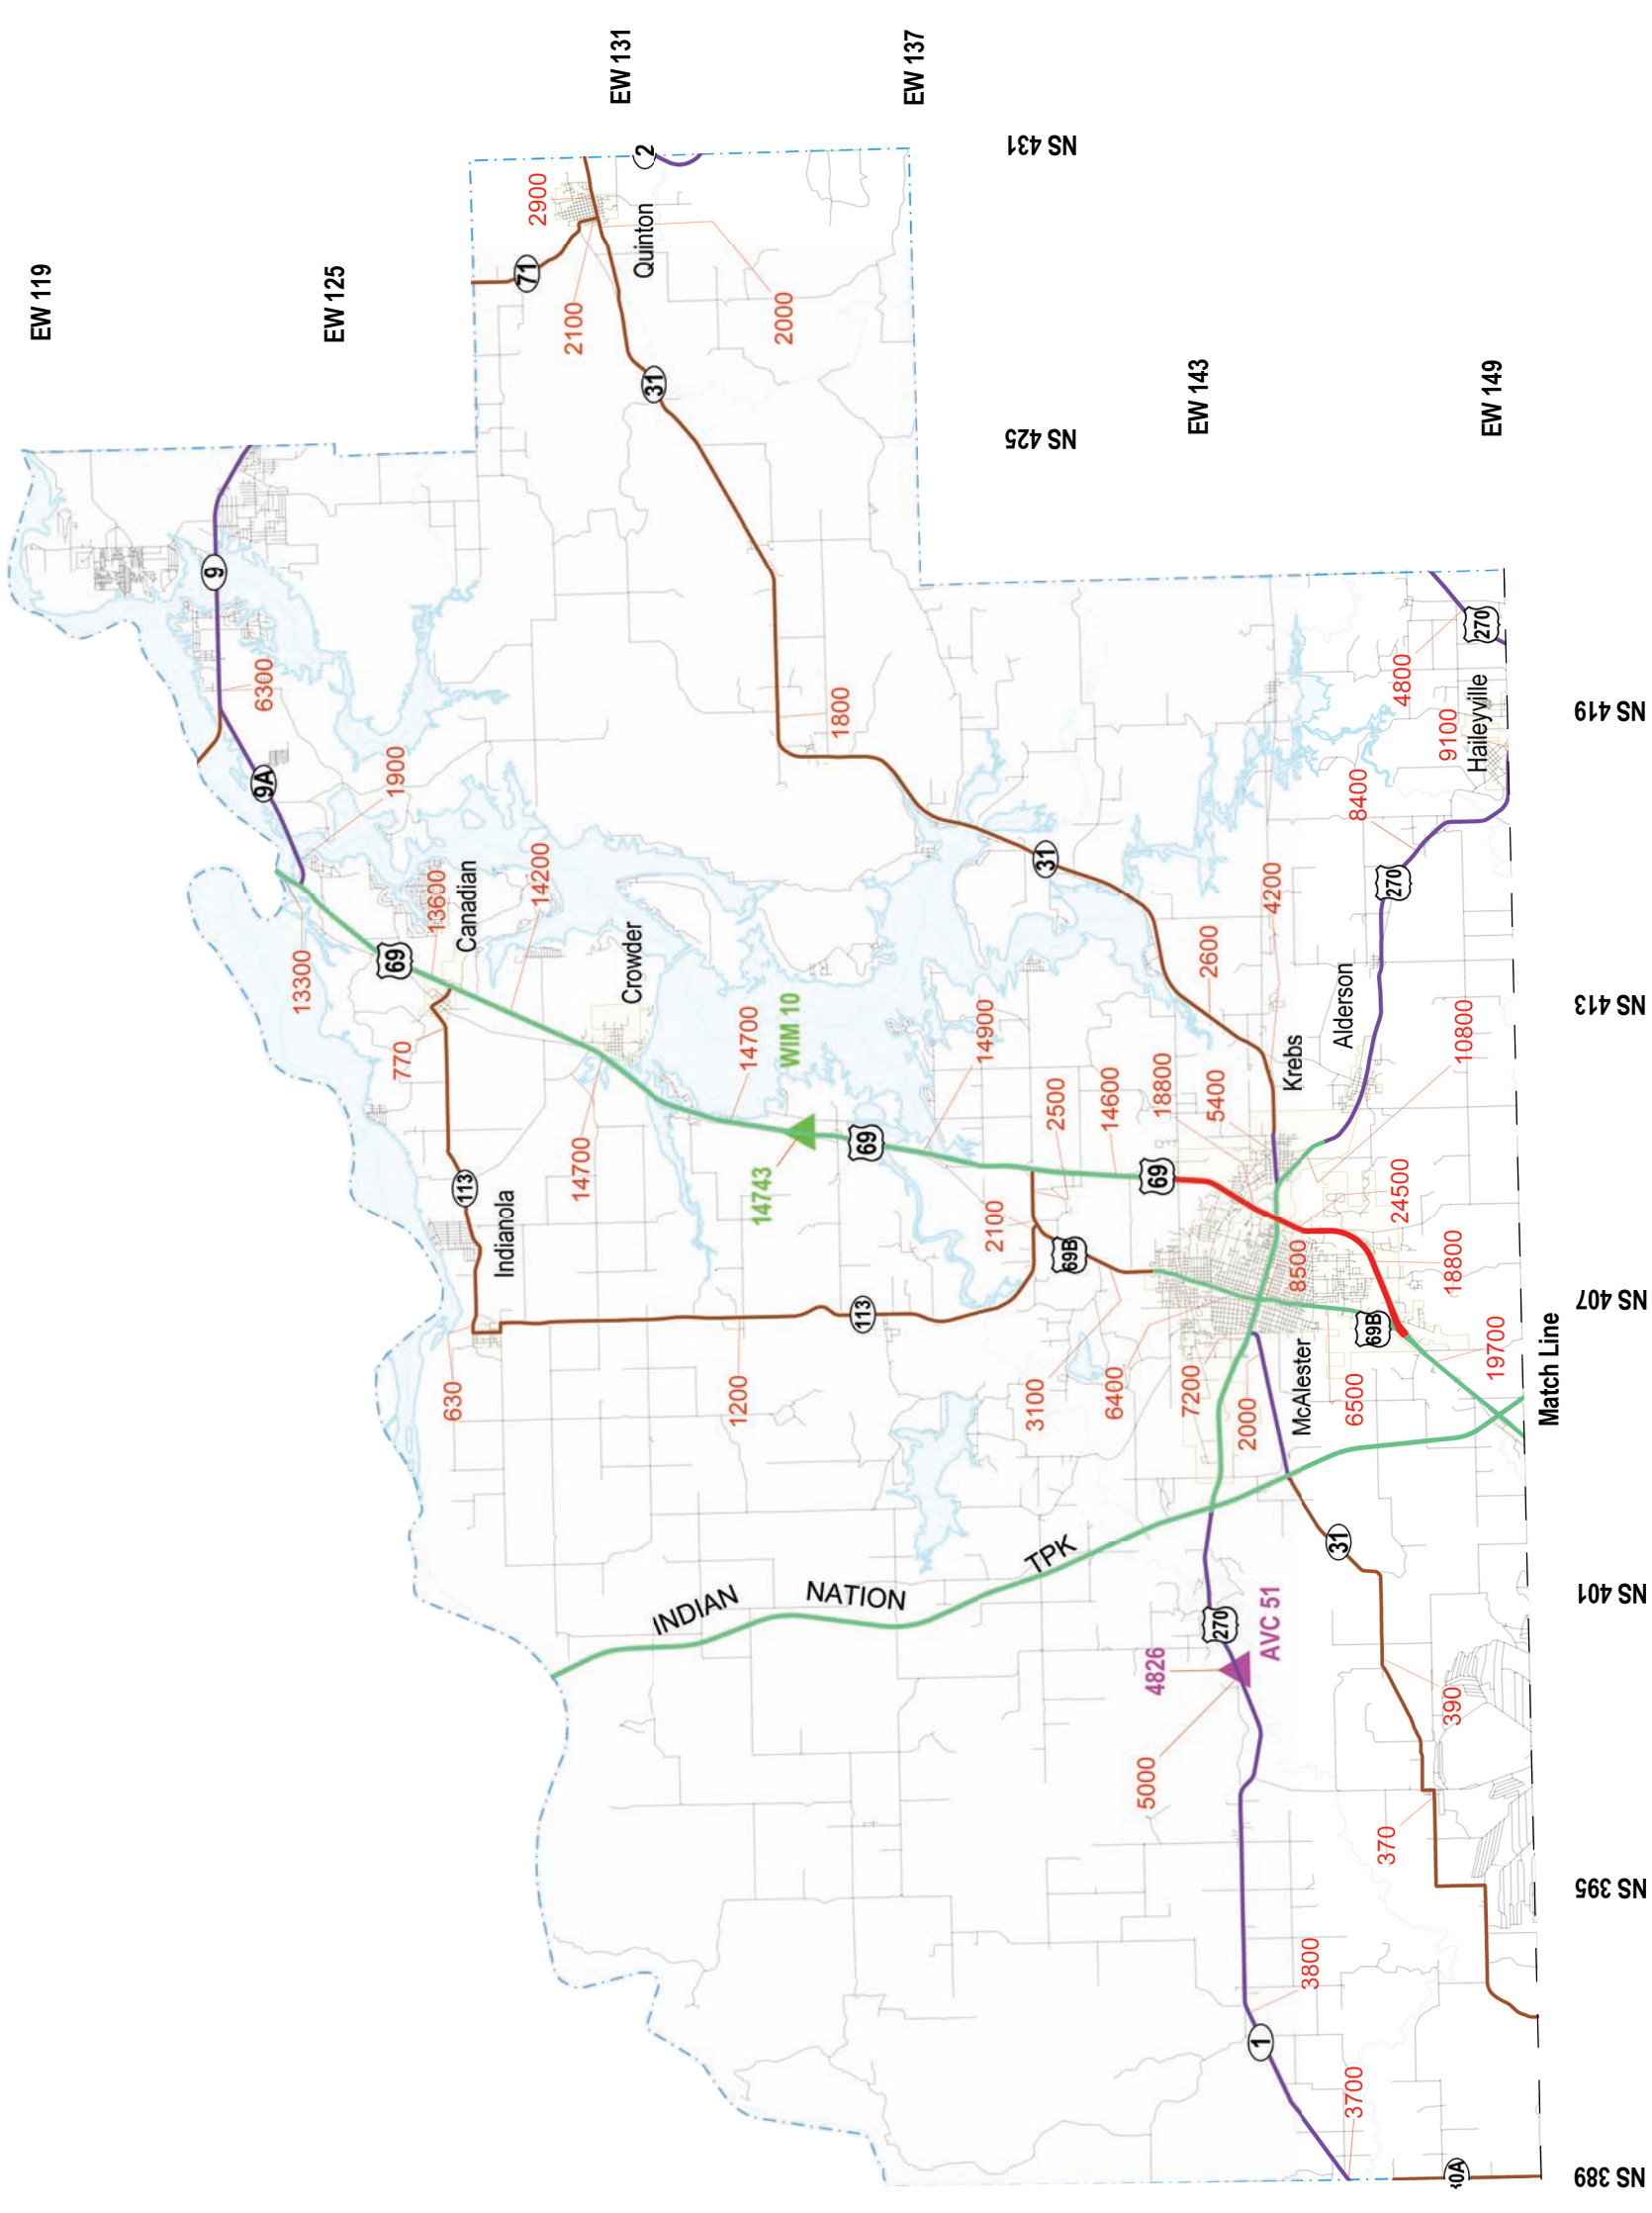 EW 119
EW 125
EW 131
EW 137
NS 431
NS 425
EW 143
EW 149
2
2900
71
Quinton
2100
2000
31
9
6300
9A
1900
1800
270
4800
Haileyville
9100
NS 419
8400
270
31
4200
13300
69
13600
Canadian
14200
Crowder
2600
Alderson
NS 413
770
14700
WIM 10
14900
10800
Krebs
113
Indianola
14700
14743
69
2500
14600
18800
5400
69
2100
69B
24500
8500
18800
NS 407
113
630
1200
3100
6400
7200
2000
McAlester
6500
69B
19700
Match Line
INDIAN
NATION
TPK
31
NS 401
270
AVC 51
4826
5000
390
370
NS 395
3800
1
3700
NS 389